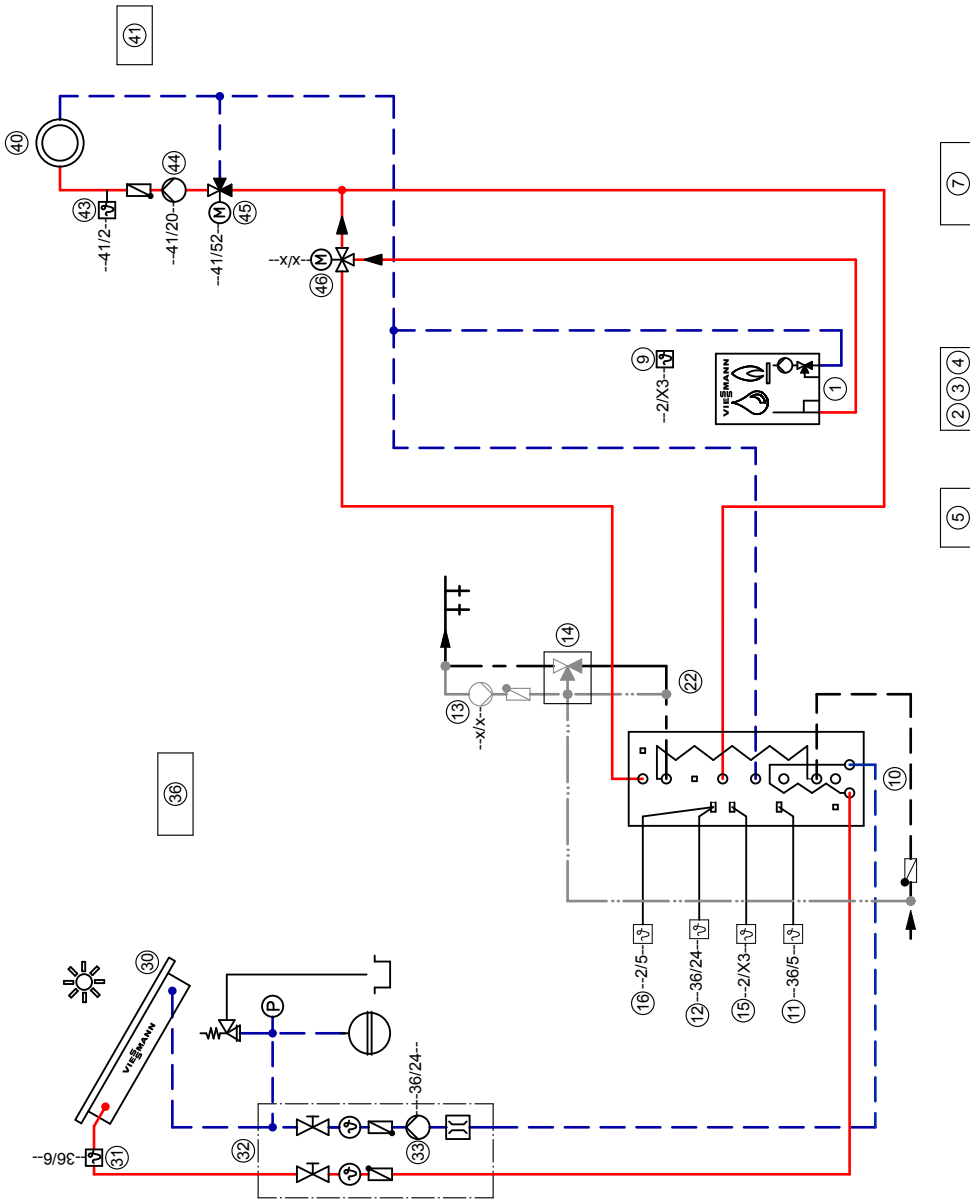 41
40
43
--41/2--
44
--41/20--
M
45
--41/52--
--x/x--
M
46
7
9
--2/X3--
VIESSMANN
1
2 3 4
5
14
13
--x/x--
22
36
10
16 --2/5--
12 --36/24--
15 --2/X3--
11 --36/5--
30
VIESSMANN
P
31
--36/6--
32
33
--36/24--